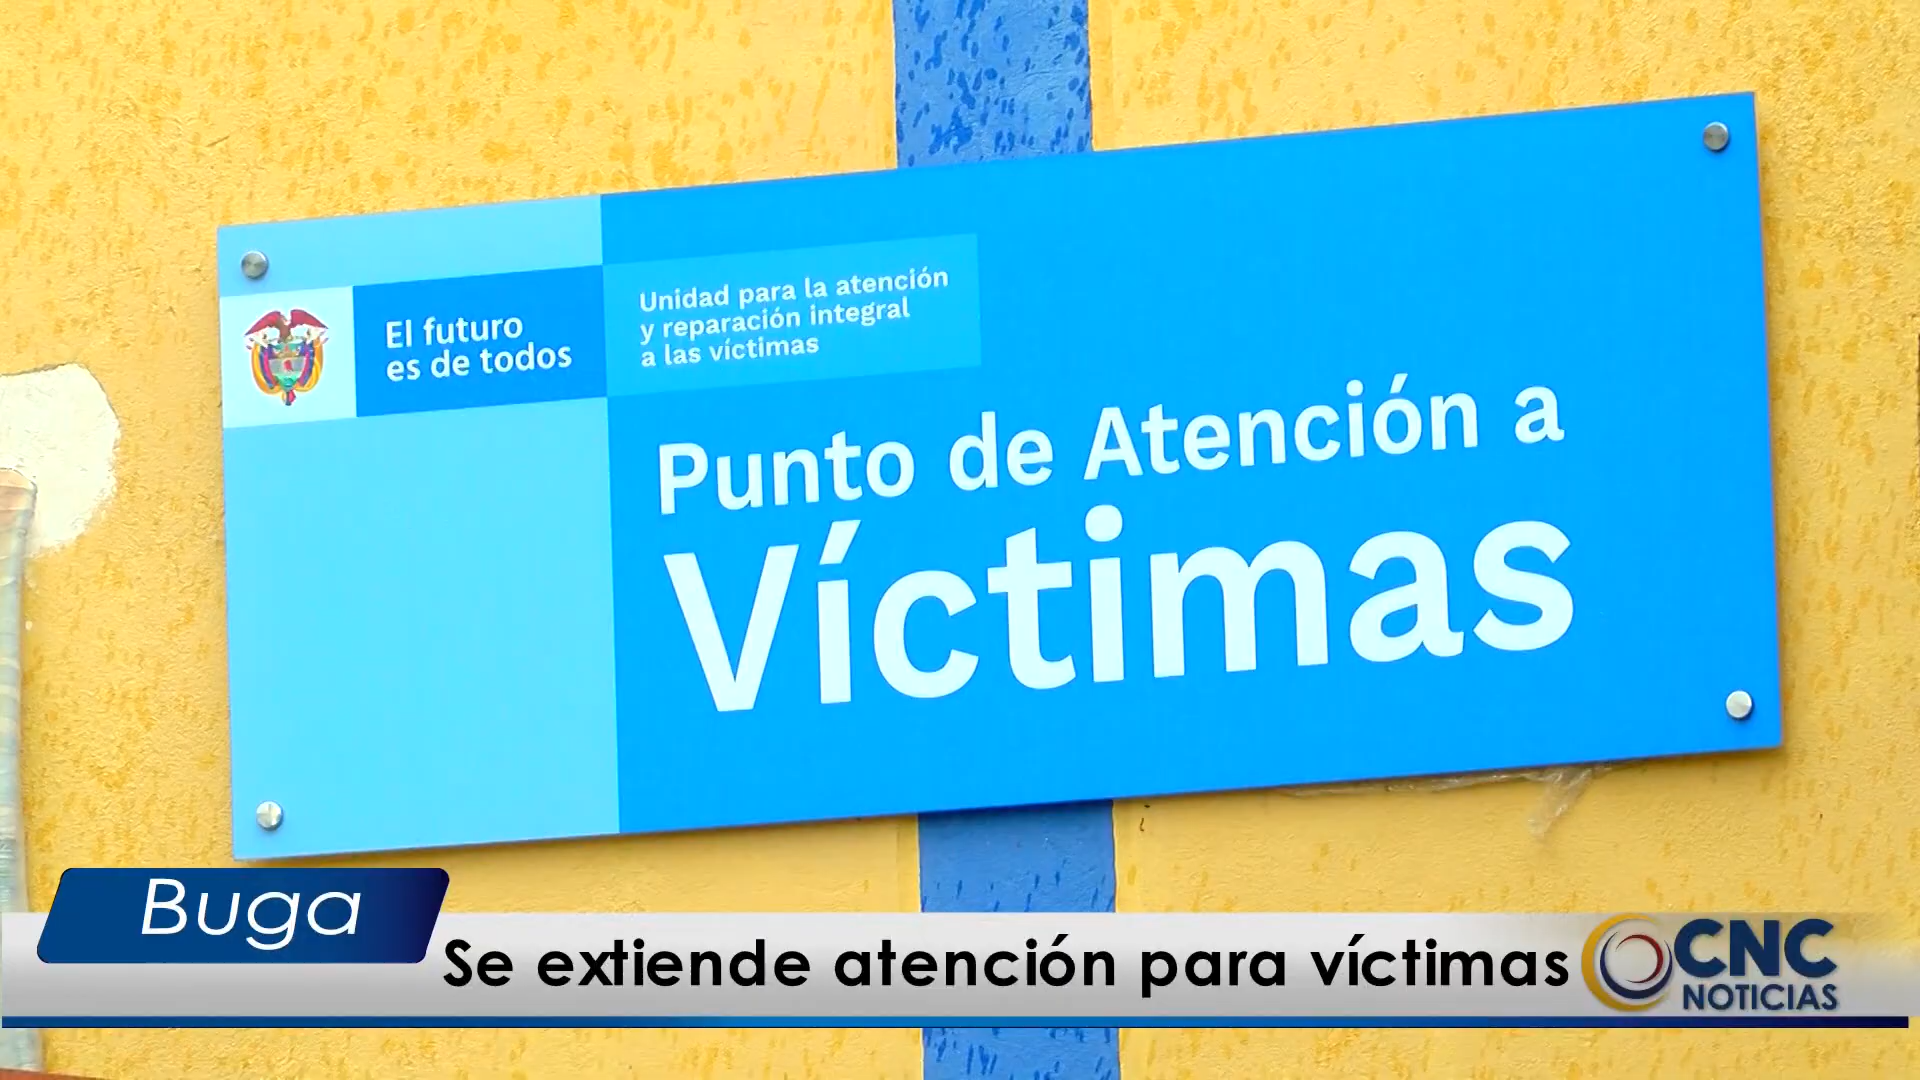 El futuro
es de todos
Unidad para la atención
y reparación integral
a las víctimas
Punto de Atención a
Víctimas
Buga
Se extiende atención para víctimas
CNC
NOTICIAS